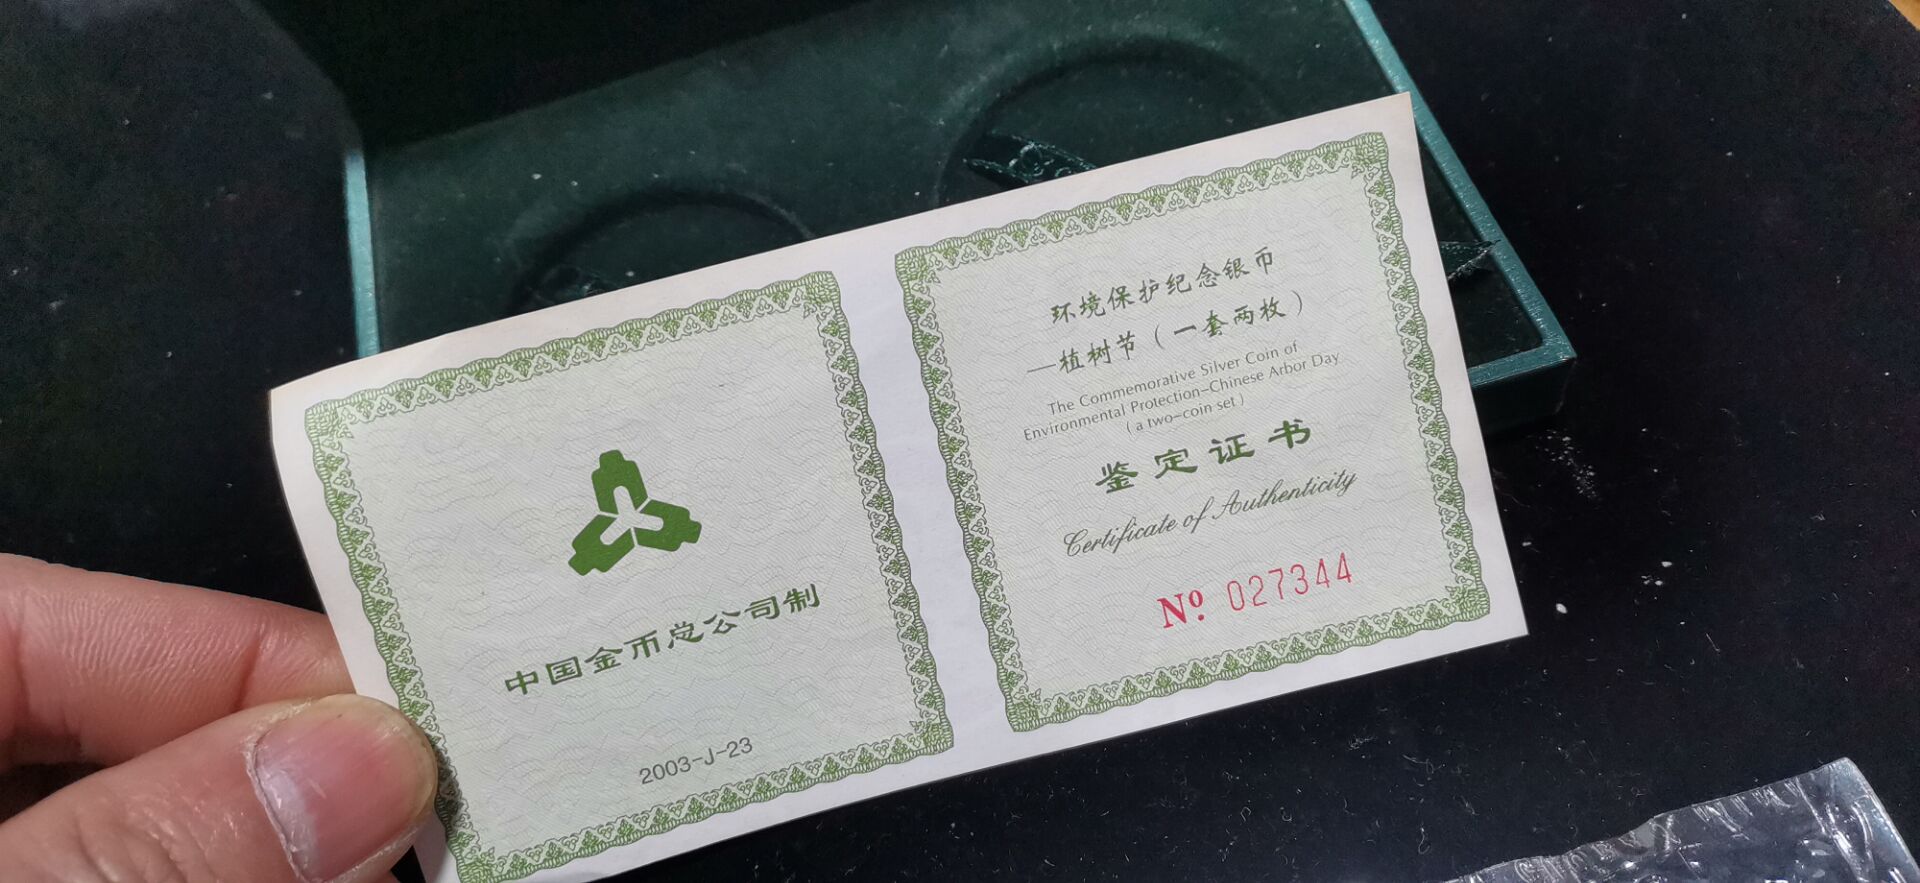 中国金币总公司制
2003-J-23
环境保护纪念银币
—植树节（一套两枚）
The Commemorative Silver Coin of
Environmental Protection-Chinese Arbor Day
(a two-coin set)
鉴定证书
Certificate of Authenticity
Nº. 027344